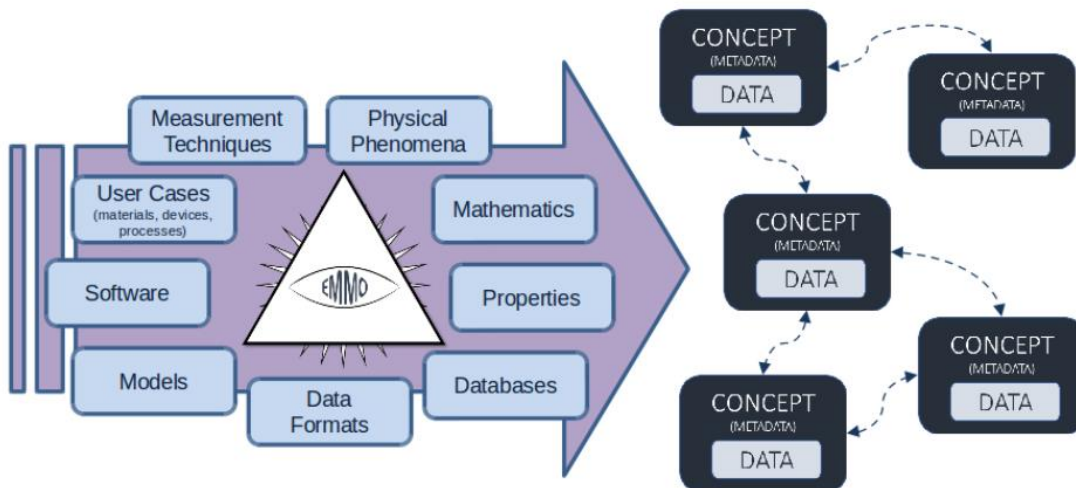 Measurement
Techniques
Physical
Phenomena
User Cases
(materials, devices,
processes)
Mathematics
Software
EMMO
Properties
Models
Data
Formats
Databases
CONCEPT
(METADATA)
DATA
CONCEPT
(METADATA)
DATA
CONCEPT
(METADATA)
DATA
CONCEPT
(METADATA)
DATA
CONCEPT
(METADATA)
DATA